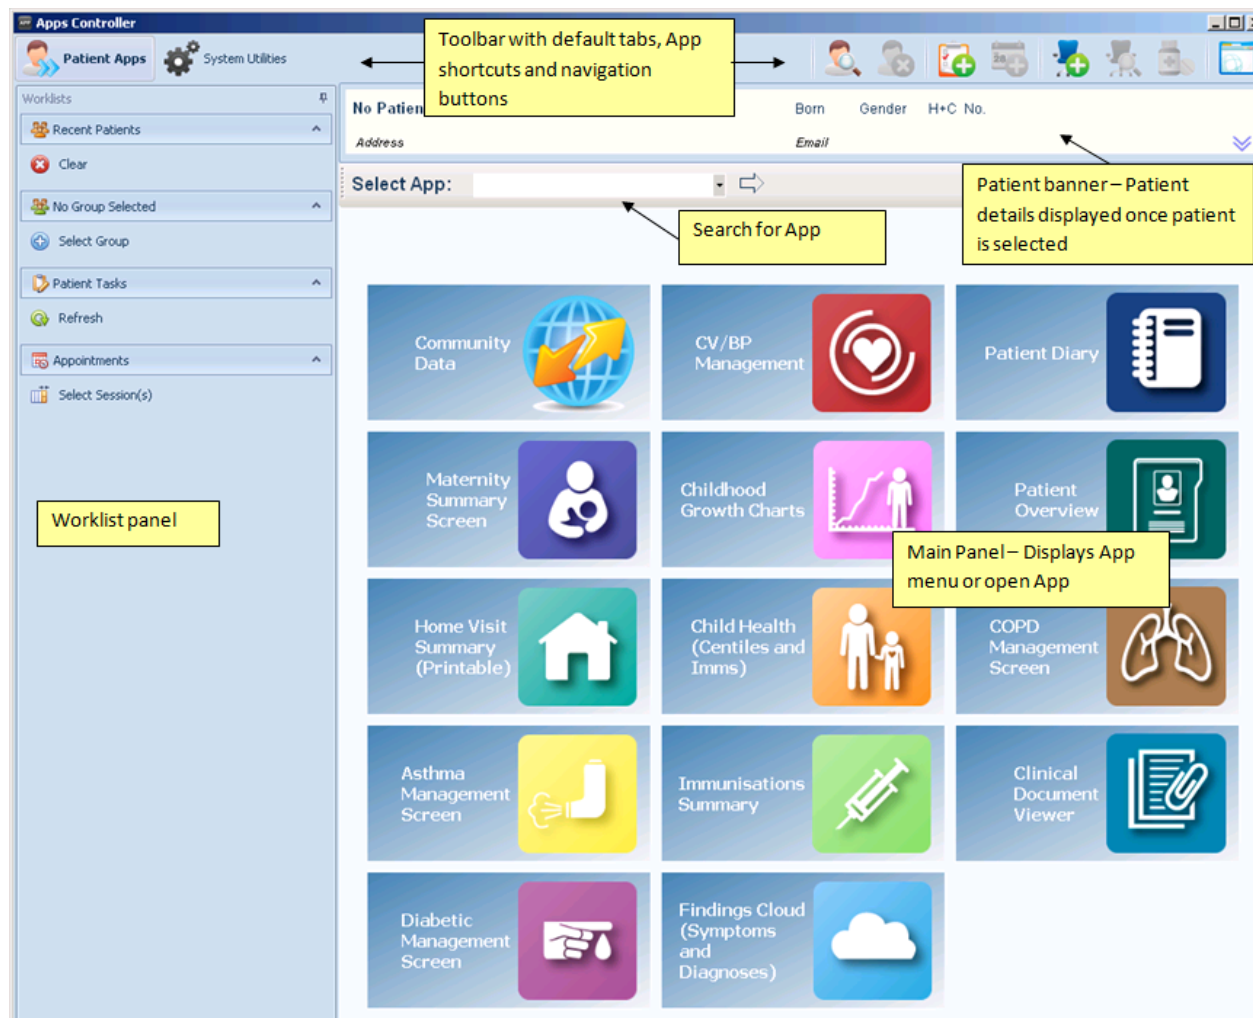 Apps Controller
Patient Apps
System Utilities
Toolbar with default tabs, App
shortcuts and navigation
buttons
Worklists
Recent Patients
Clear
No Group Selected
Select Group
Patient Tasks
Refresh
Appointments
Select Session(s)
Worklist panel
No Patien
Born Gender H+C No.
Address
Email
Select App:
Search for App
Patient banner – Patient
details displayed once patient
is selected
Community
Data
CV/BP
Management
Patient Diary
Maternity
Summary
Screen
Childhood
Growth Charts
Patient
Overview
Main Panel – Displays App
menu or open App
Home Visit
Summary
(Printable)
Child Health
(Centiles and
Imms)
COPD
Management
Screen
Asthma
Management
Screen
Immunisations
Summary
Clinical
Document
Viewer
Diabetic
Management
Screen
Findings Cloud
(Symptoms
and
Diagnoses)